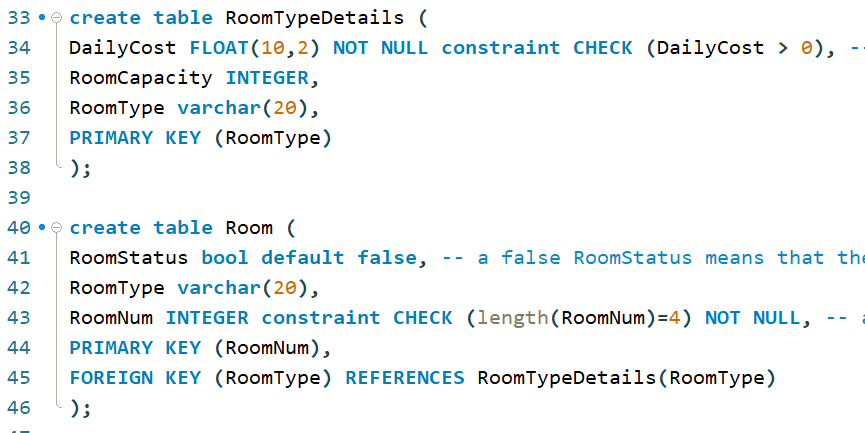 33 create table RoomTypeDetails (
34 DailyCost FLOAT(10,2) NOT NULL constraint CHECK (DailyCost > 0), --
35 RoomCapacity INTEGER,
36 RoomType varchar(20),
37 PRIMARY KEY (RoomType)
38 );
39
40 create table Room (
41 RoomStatus bool default false, -- a false RoomStatus means that the
42 RoomType varchar(20),
43 RoomNum INTEGER constraint CHECK (length(RoomNum)=4) NOT NULL, -- a
44 PRIMARY KEY (RoomNum),
45 FOREIGN KEY (RoomType) REFERENCES RoomTypeDetails(RoomType)
46 );